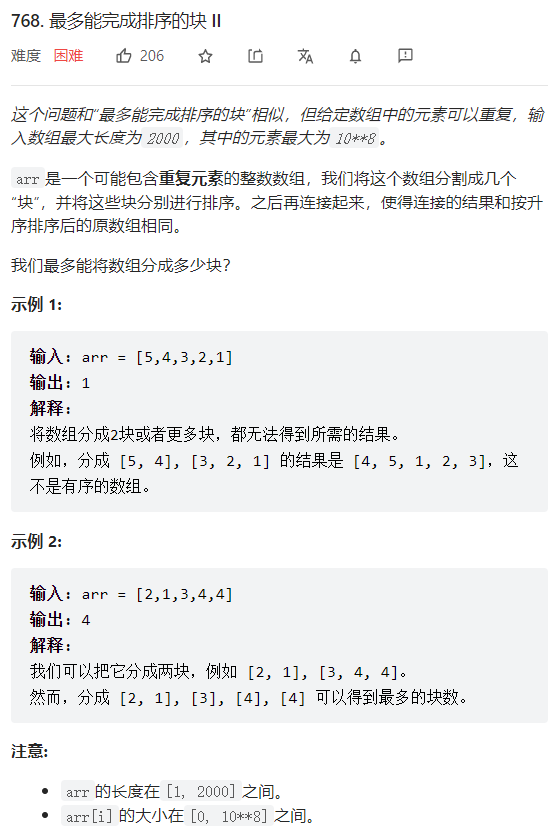 768. 最多能完成排序的块 II
难度 困难 206
这个问题和“最多能完成排序的块”相似，但给定数组中的元素可以重复，输
入数组最大长度为 2000 ，其中的元素最大为 10**8 。
arr 是一个可能包含重复元素的整数数组，我们将这个数组分割成几个
“块”，并将这些块分别进行排序。之后再连接起来，使得连接的结果和按升
序排序后的原数组相同。
我们最多能将数组分成多少块？
示例 1:
输入: arr = [5,4,3,2,1]
输出: 1
解释:
将数组分成2块或者更多块，都无法得到所需的结果。
例如，分成 [5, 4], [3, 2, 1] 的结果是 [4, 5, 1, 2, 3]，这
不是有序的数组。
示例 2:
输入: arr = [2,1,3,4,4]
输出: 4
解释:
我们可以把它分成两块，例如 [2, 1], [3, 4, 4]。
然而，分成 [2, 1], [3], [4], [4] 可以得到最多的块数。
注意:
arr 的长度在 [1, 2000] 之间。
arr[i] 的大小在 [0, 10**8] 之间。